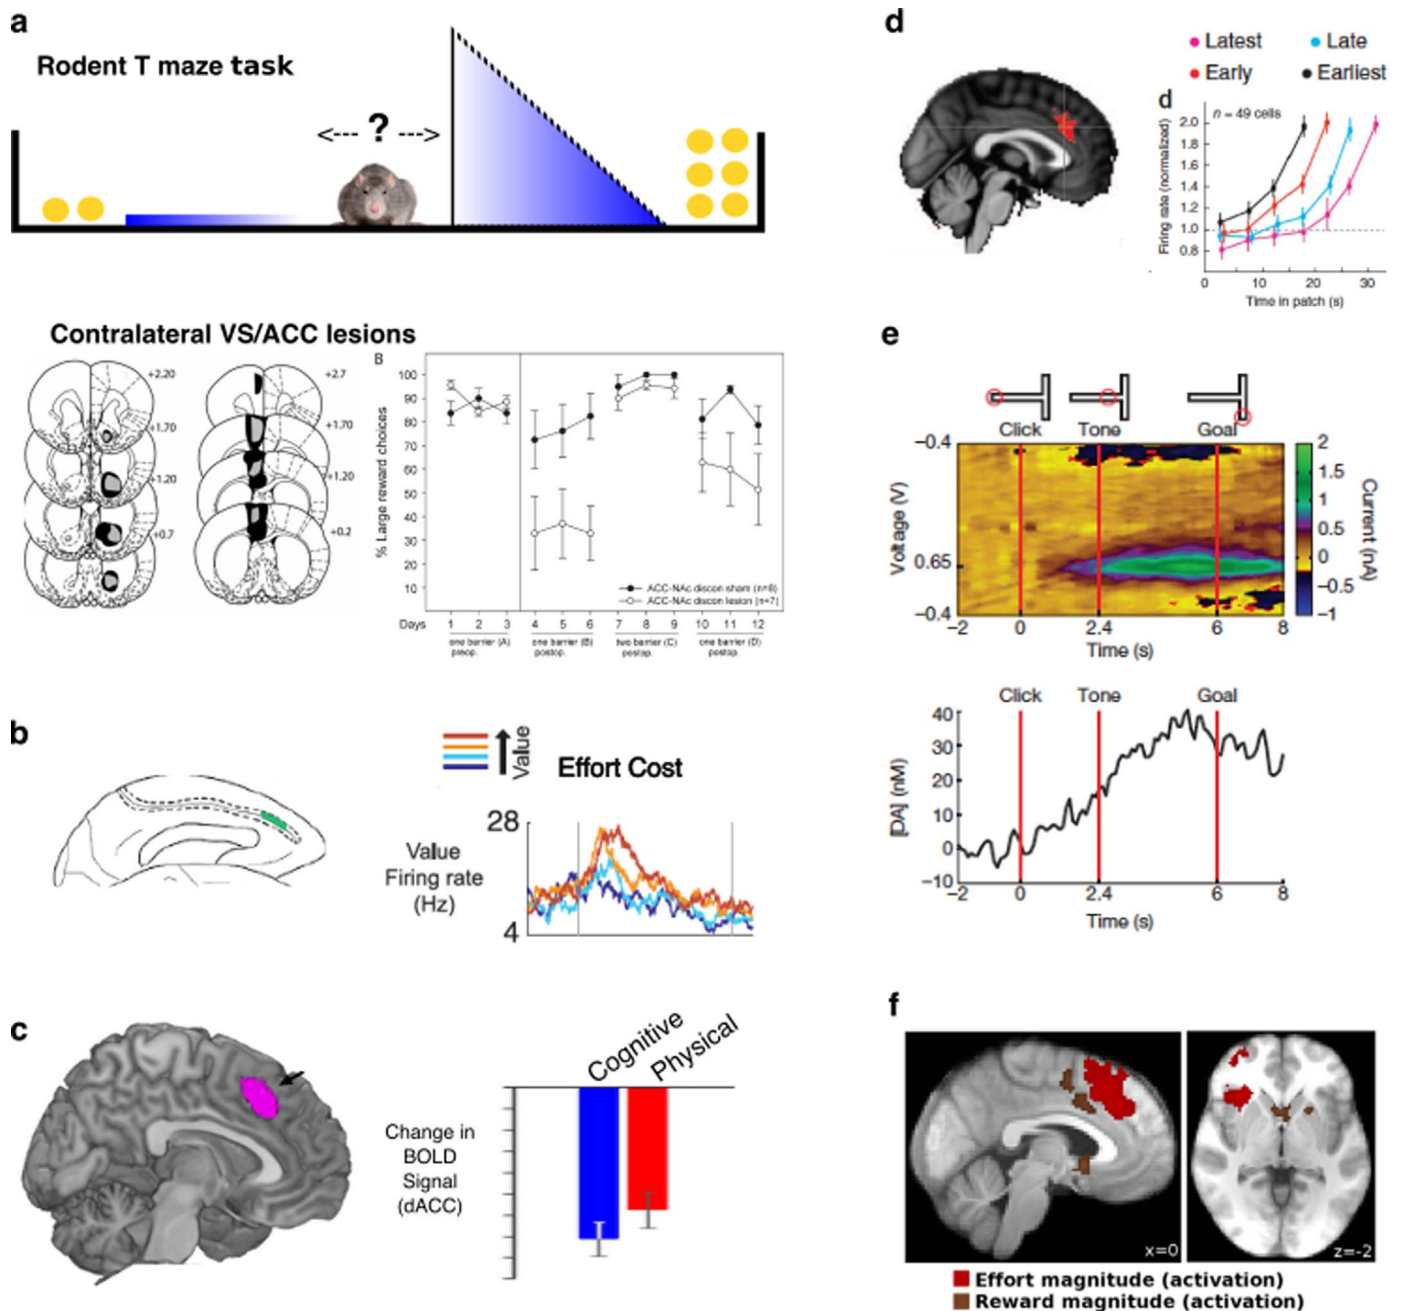 a
Rodent T maze task
<--- ? --->
Contralateral VS/ACC lesions
+2.20
+1.70
+1.20
+0.7
+2.7
+1.70
+1.20
+0.2
B
% Large reward choices
100
90
80
70
60
50
40
30
20
10
ACC-NAc discon sham (n=8)
ACC-NAc discon lesion (n=7)
Days 1 2 3 4 5 6 7 8 9 10 11 12
one barrier (A) one barrier (B) two barrier (C) one barrier (D)
preop. postop. postop. postop.
b
Value
Effort Cost
28
Value
Firing rate
(Hz)
4
c
Cognitive
Physical
Change in
BOLD
Signal
(dACC)
d
Latest Late
Early Earliest
d
n = 49 cells
Firing rate (normalized)
2.0
1.8
1.6
1.4
1.2
1.0
0.8
0 10 20 30
Time in patch (s)
e
Click Tone Goal
Voltage (V)
−0.4
0.65
−0.4
−2 0 2.4 6 8
Time (s)
2
1.5
1
0.5
0
−0.5
−1
Current (nA)
Click Tone Goal
[DA] (nM)
40
30
20
10
0
−10
−2 0 2.4 6 8
Time (s)
f
x=0
z=-2
Effort magnitude (activation)
Reward magnitude (activation)